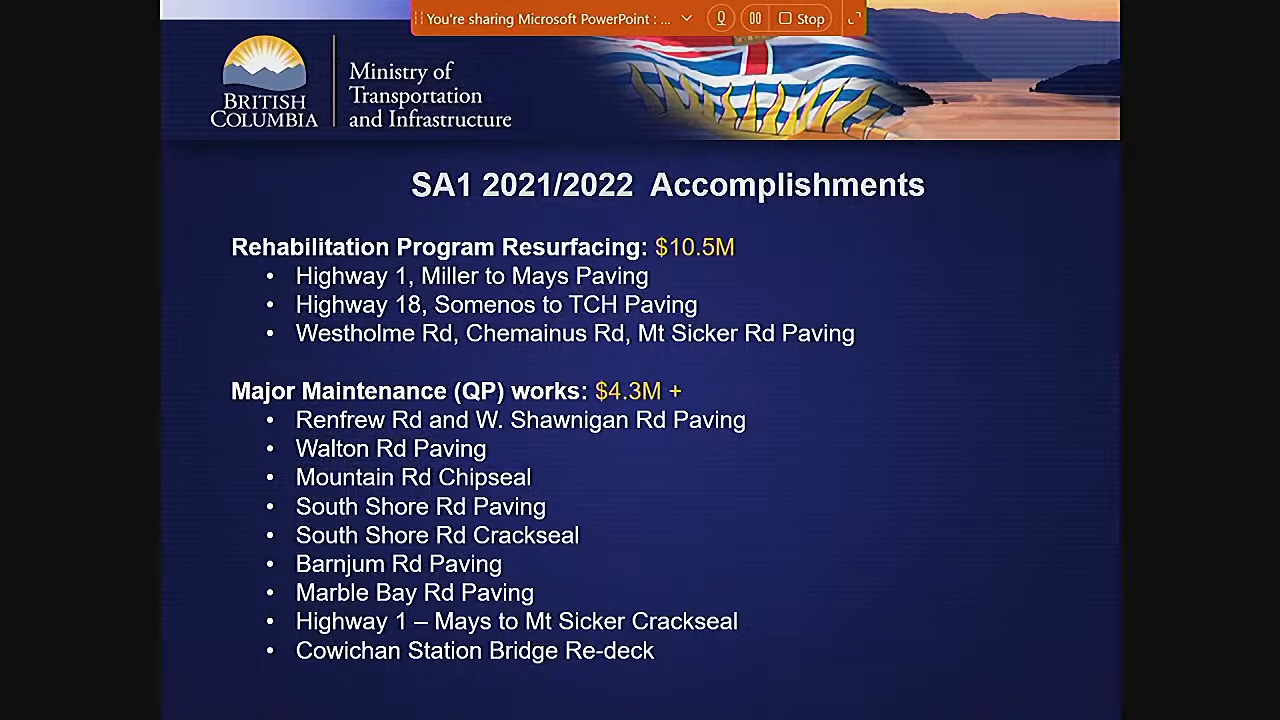 You're sharing Microsoft PowerPoint : ...
Stop
BRITISH
COLUMBIA
Ministry of
Transportation
and Infrastructure
SA1 2021/2022 Accomplishments
Rehabilitation Program Resurfacing: $10.5M
• Highway 1, Miller to Mays Paving
• Highway 18, Somenos to TCH Paving
• Westholme Rd, Chemainus Rd, Mt Sicker Rd Paving
Major Maintenance (QP) works: $4.3M +
• Renfrew Rd and W. Shawnigan Rd Paving
• Walton Rd Paving
• Mountain Rd Chipseal
• South Shore Rd Paving
• South Shore Rd Crackseal
• Barnjum Rd Paving
• Marble Bay Rd Paving
• Highway 1 – Mays to Mt Sicker Crackseal
• Cowichan Station Bridge Re-deck